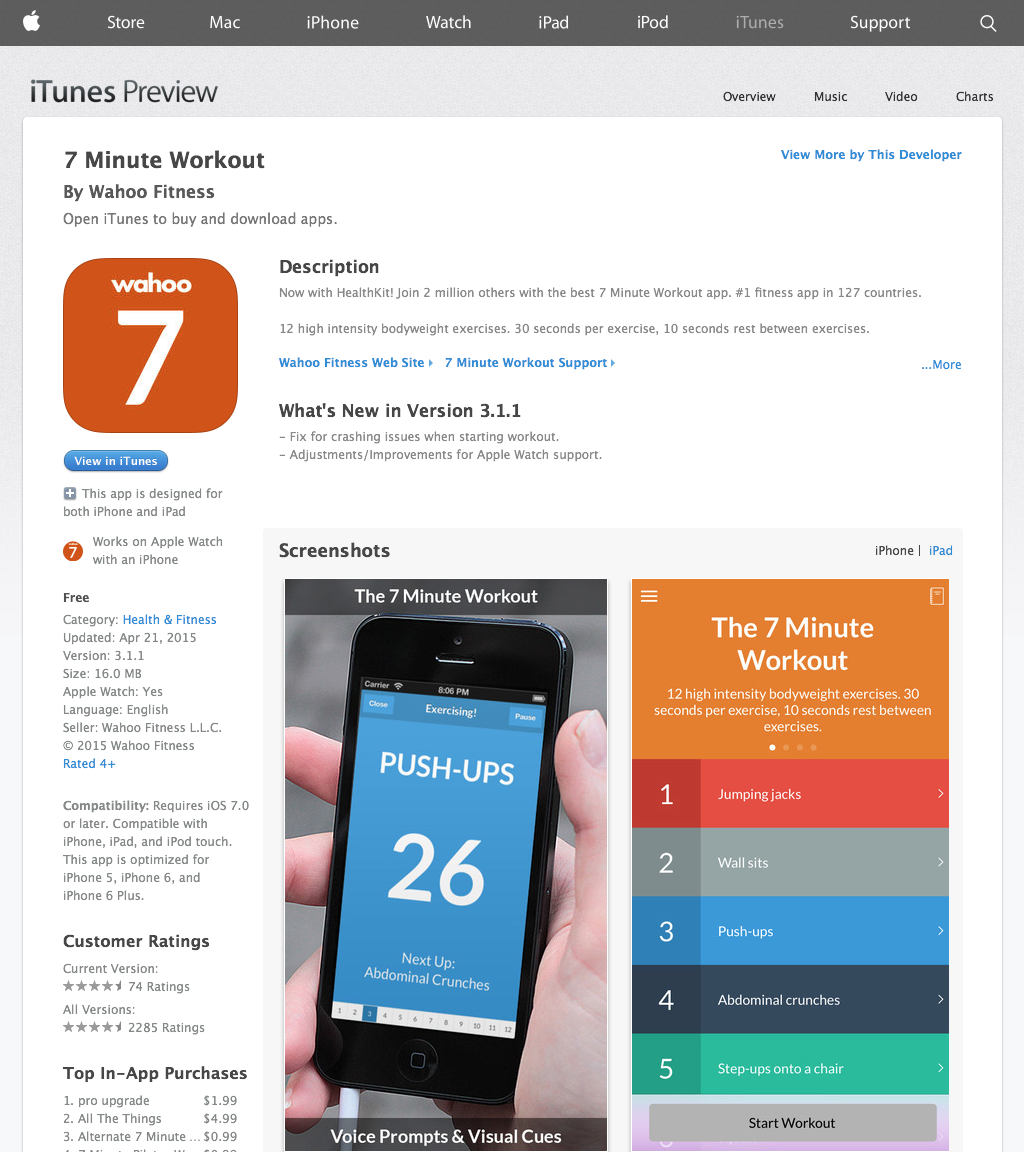 Store
Mac
iPhone
Watch
iPad
iPod
iTunes
Support
iTunes Preview
Overview
Music
Video
Charts
7 Minute Workout
View More by This Developer
By Wahoo Fitness
Open iTunes to buy and download apps.
wahoo
7
View in iTunes
This app is designed for
both iPhone and iPad
7
Works on Apple Watch
with an iPhone
Free
Category: Health & Fitness
Updated: Apr 21, 2015
Version: 3.1.1
Size: 16.0 MB
Apple Watch: Yes
Language: English
Seller: Wahoo Fitness L.L.C.
© 2015 Wahoo Fitness
Rated 4+
Compatibility: Requires iOS 7.0
or later. Compatible with
iPhone, iPad, and iPod touch.
This app is optimized for
iPhone 5, iPhone 6, and
iPhone 6 Plus.
Customer Ratings
Current Version:
74 Ratings
All Versions:
2285 Ratings
Top In-App Purchases
1. pro upgrade $1.99
2. All The Things $4.99
3. Alternate 7 Minute ... $0.99
Description
Now with HealthKit! Join 2 million others with the best 7 Minute Workout app. #1 fitness app in 127 countries.
12 high intensity bodyweight exercises. 30 seconds per exercise, 10 seconds rest between exercises.
Wahoo Fitness Web Site
7 Minute Workout Support
...More
What's New in Version 3.1.1
- Fix for crashing issues when starting workout.
- Adjustments/Improvements for Apple Watch support.
Screenshots
iPhone | iPad
The 7 Minute Workout
Carrier 8:06 PM
Close Exercising! Pause
PUSH-UPS
26
Next Up:
Abdominal Crunches
1 2 3 4 5 6 7 8 9 10 11 12
Voice Prompts & Visual Cues
The 7 Minute
Workout
12 high intensity bodyweight exercises. 30
seconds per exercise, 10 seconds rest between
exercises.
1 Jumping jacks
2 Wall sits
3 Push-ups
4 Abdominal crunches
5 Step-ups onto a chair
Start Workout